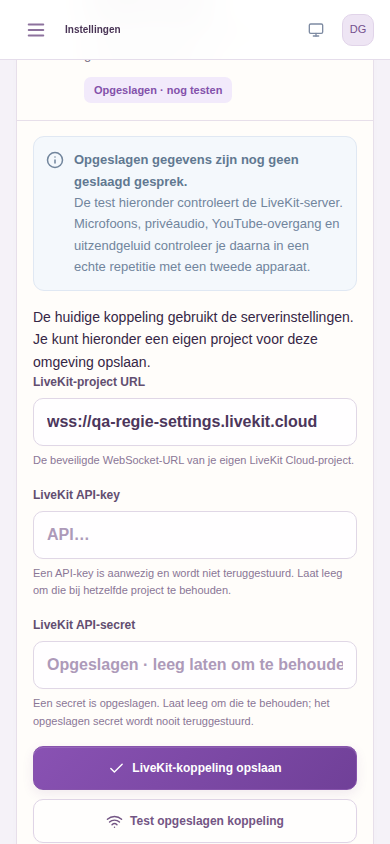 Instellingen
DG
Opgeslagen · nog testen
Opgeslagen gegevens zijn nog geen
geslaagd gesprek.
De test hieronder controleert de LiveKit-server.
Microfoons, privéaudio, YouTube-overgang en
uitzendgeluid controleer je daarna in een
echte repetitie met een tweede apparaat.
De huidige koppeling gebruikt de serverinstellingen.
Je kunt hieronder een eigen project voor deze
omgeving opslaan.
LiveKit-project URL
wss://qa-regie-settings.livekit.cloud
De beveiligde WebSocket-URL van je eigen LiveKit Cloud-project.
LiveKit API-key
API…
Een API-key is aanwezig en wordt niet teruggestuurd. Laat leeg
om die bij hetzelfde project te behouden.
LiveKit API-secret
Opgeslagen · leeg laten om te behoude
Een secret is opgeslagen. Laat leeg om die te behouden; het
opgeslagen secret wordt nooit teruggestuurd.
LiveKit-koppeling opslaan
Test opgeslagen koppeling